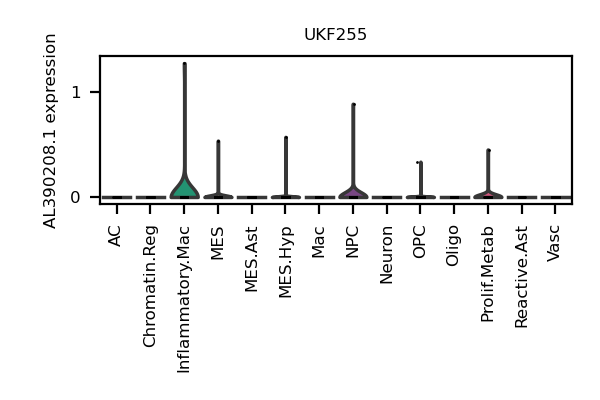 UKF255
AL390208.1 expression
1
0
AC
Chromatin.Reg
Inflammatory.Mac
MES
MES.Ast
MES.Hyp
Mac
NPC
Neuron
OPC
Oligo
Prolif.Metab
Reactive.Ast
Vasc